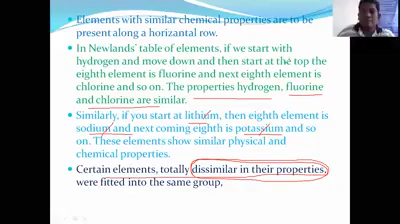 Elements with similar chemical properties are to be
present along a horizantal row.
In Newlands' table of elements, if we start with
hydrogen and move down and then start at the top the
eighth element is fluorine and next eighth element is
chlorine and so on. The properties hydrogen, fluorine
and chlorine are similar.
Similarly, if you start at lithium, then eighth element is
sodium and next coming eighth is potassium and so
on. These elements show similar physical and
chemical properties.
Certain elements, totally dissimilar in their properties,
were fitted into the same group,